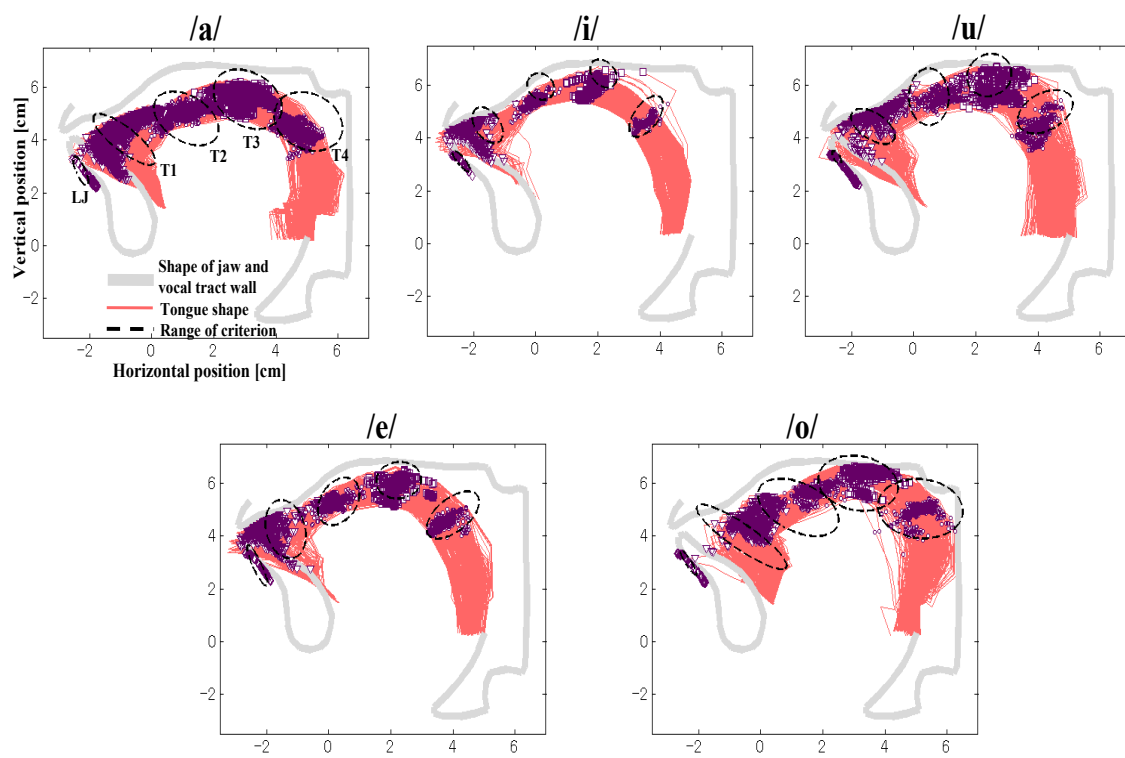 /a/
/i/
/u/
6
4
2
0
-2
Vertical position [cm]
T1
T2
T3
T4
LJ
Shape of jaw and
vocal tract wall
Tongue shape
Range of criterion
-2 0 2 4 6
Horizontal position [cm]
6
4
2
0
-2
-2 0 2 4 6
6
4
2
0
-2
-2 0 2 4 6
/e/
/o/
6
4
2
0
-2
-2 0 2 4 6
6
4
2
0
-2
-2 0 2 4 6